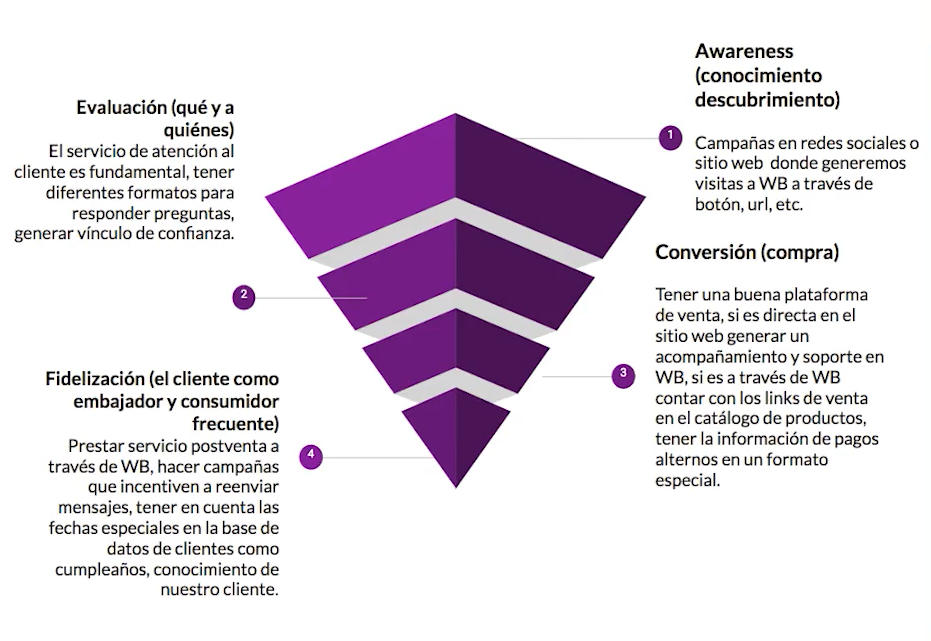 Awareness
(conocimiento
descubrimiento)
1
Campañas en redes sociales o
sitio web donde generemos
visitas a WB a través de
botón, url, etc.
Evaluación (qué y a
quiénes)
El servicio de atención al
cliente es fundamental, tener
diferentes formatos para
responder preguntas,
generar vínculo de confianza.
2
Conversión (compra)
Tener una buena plataforma
de venta, si es directa en el
sitio web generar un
acompañamiento y soporte en
WB, si es a través de WB
contar con los links de venta
en el catálogo de productos,
tener la información de pagos
alternos en un formato
especial.
3
Fidelización (el cliente como
embajador y consumidor
frecuente)
Prestar servicio postventa a
través de WB, hacer campañas
que incentiven a reenviar
mensajes, tener en cuenta las
fechas especiales en la base de
datos de clientes como
cumpleaños, conocimiento de
nuestro cliente.
4